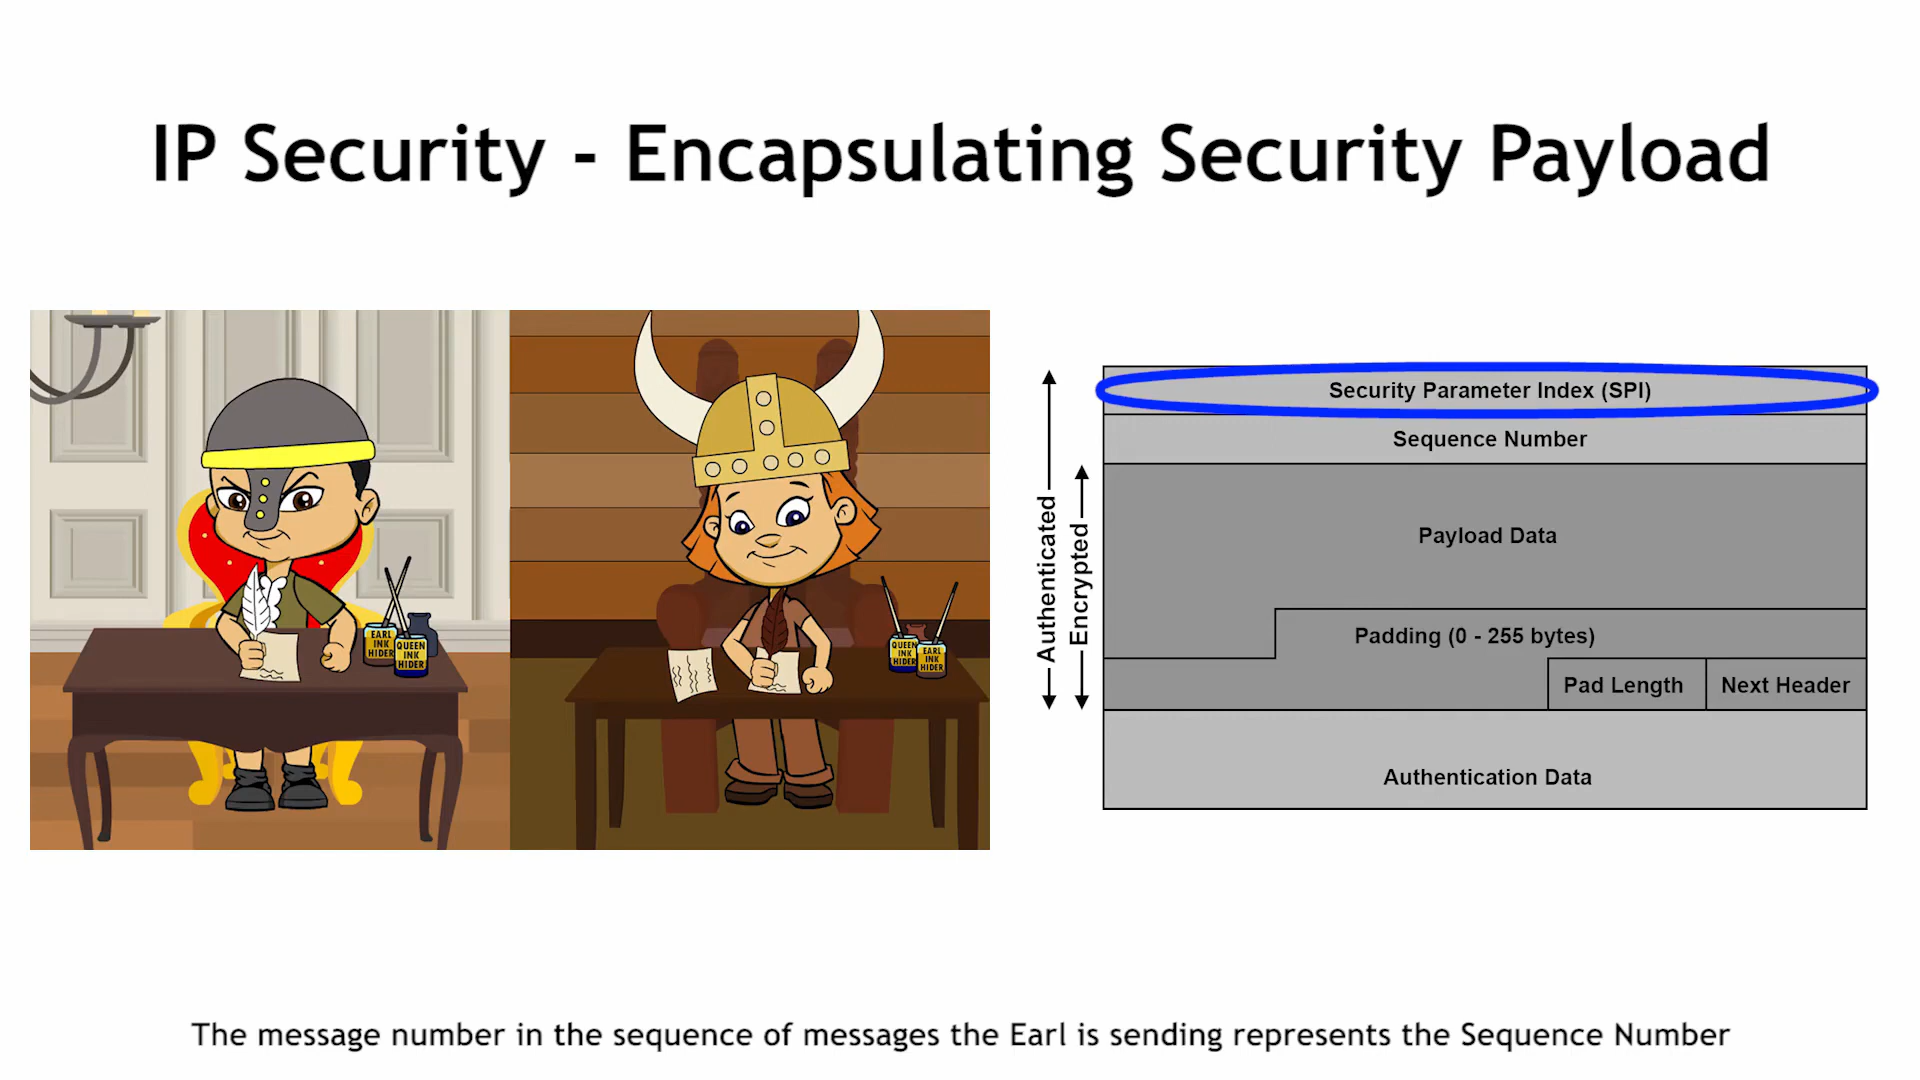 IP Security - Encapsulating Security Payload
EARL
INK
HIDER
QUEEN
INK
HIDER
QUEEN
INK
HIDER
EARL
INK
HIDER
Authenticated
Encrypted
Security Parameter Index (SPI)
Sequence Number
Payload Data
Padding (0 - 255 bytes)
Pad Length
Next Header
Authentication Data
The message number in the sequence of messages the Earl is sending represents the Sequence Number